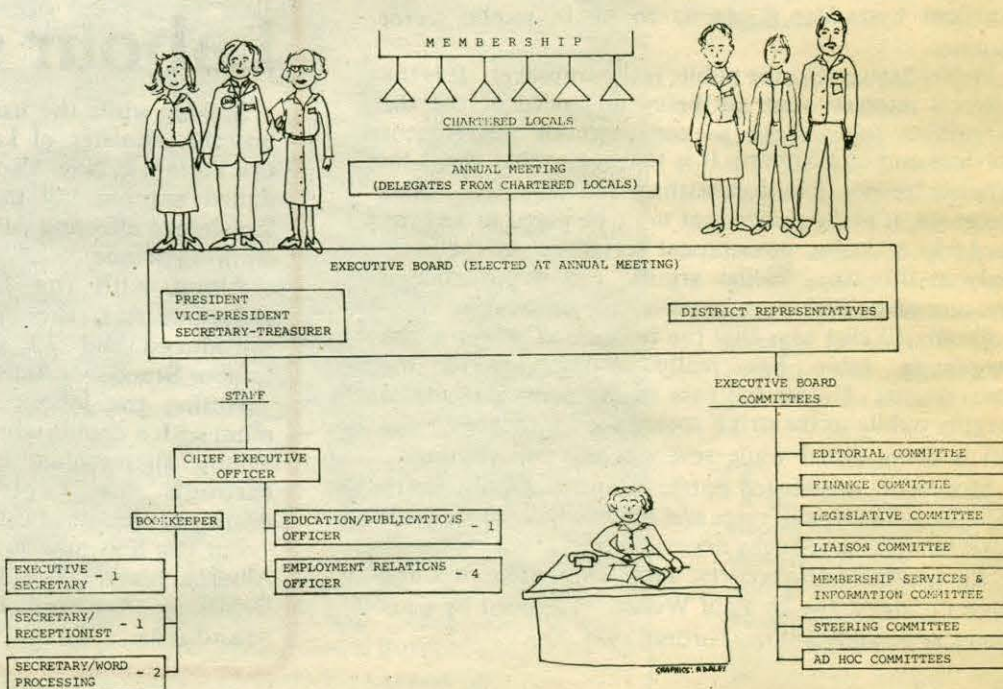 MEMBERSHIP
CHARTERED LOCALS
ANNUAL MEETING
(DELEGATES FROM CHARTERED LOCALS)
EXECUTIVE BOARD (ELECTED AT ANNUAL MEETING)
PRESIDENT
VICE-PRESIDENT
SECRETARY-TREASURER
DISTRICT REPRESENTATIVES
STAFF
CHIEF EXECUTIVE
OFFICER
BOOKKEEPER
EDUCATION/PUBLICATIONS
OFFICER - 1
EMPLOYMENT RELATIONS
OFFICER - 4
EXECUTIVE
SECRETARY - 1
SECRETARY/
RECEPTIONIST - 1
SECRETARY/WORD
PROCESSING - 2
EXECUTIVE BOARD
COMMITTEES
EDITORIAL COMMITTEE
FINANCE COMMITTEE
LEGISLATIVE COMMITTEE
LIAISON COMMITTEE
MEMBERSHIP SERVICES &
INFORMATION COMMITTEE
STEERING COMMITTEE
AD HOC COMMITTEES